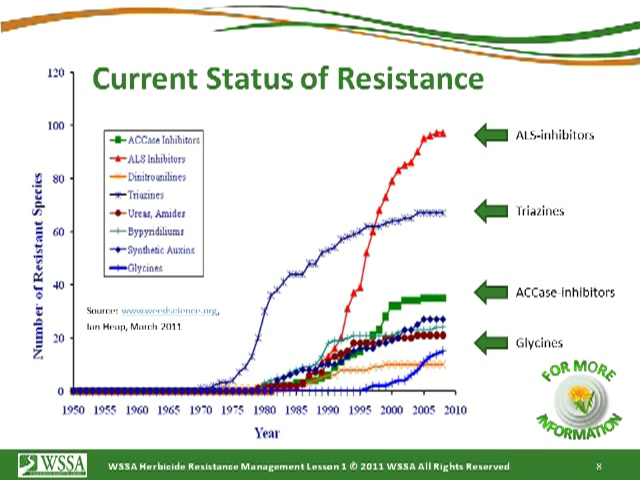 Current Status of Resistance
120
100
80
60
40
20
0
Number of Resistant Species
ACCase Inhibitors
ALS Inhibitors
Dinitroanilines
Triazines
Ureas, Amides
Bypyridiliums
Synthetic Auxins
Glycines
Source: www.weedscience.org,
Ian Heap, March 2011
1950 1955 1960 1965 1970 1975 1980 1985 1990 1995 2000 2005 2010
Year
ALS-inhibitors
Triazines
ACCase-inhibitors
Glycines
FOR MORE
INFORMATION
WSSA
WSSA Herbicide Resistance Management Lesson 1 © 2011 WSSA All Rights Reserved
8